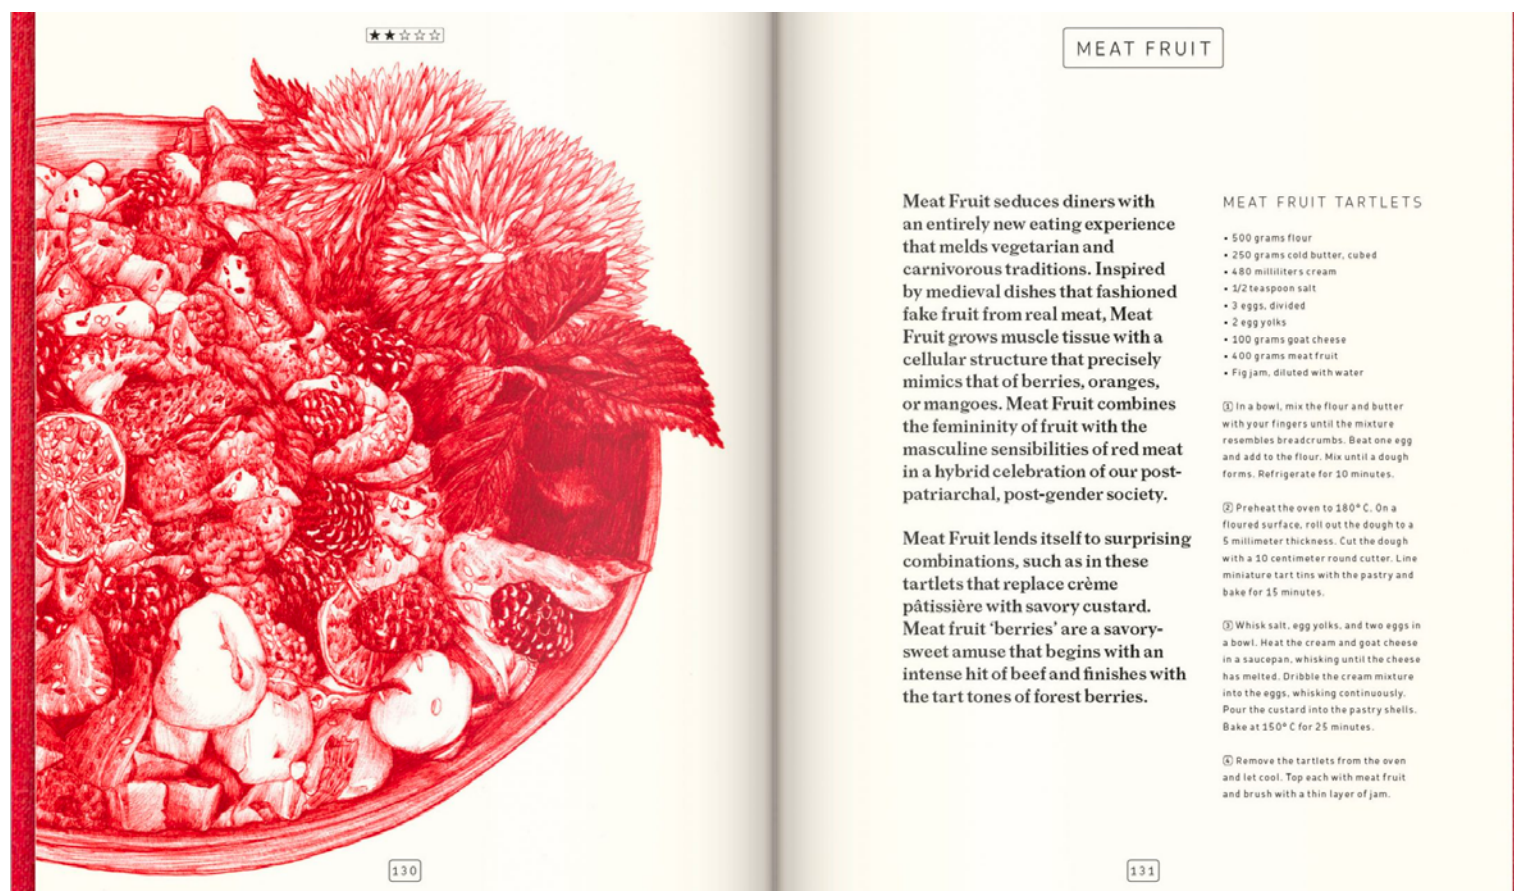 ★★☆☆☆
130
MEAT FRUIT
Meat Fruit seduces diners with
an entirely new eating experience
that melds vegetarian and
carnivorous traditions. Inspired
by medieval dishes that fashioned
fake fruit from real meat, Meat
Fruit grows muscle tissue with a
cellular structure that precisely
mimics that of berries, oranges,
or mangoes. Meat Fruit combines
the femininity of fruit with the
masculine sensibilities of red meat
in a hybrid celebration of our post-
patriarchal, post-gender society.
Meat Fruit lends itself to surprising
combinations, such as in these
tartlets that replace crème
pâtissière with savory custard.
Meat fruit ‘berries’ are a savory-
sweet amuse that begins with an
intense hit of beef and finishes with
the tart tones of forest berries.
MEAT FRUIT TARTLETS
• 500 grams flour
• 250 grams cold butter, cubed
• 480 milliliters cream
• 1/2 teaspoon salt
• 3 eggs, divided
• 2 egg yolks
• 100 grams goat cheese
• 400 grams meat fruit
• Fig jam, diluted with water
① In a bowl, mix the flour and butter
with your fingers until the mixture
resembles breadcrumbs. Beat one egg
and add to the flour. Mix until a dough
forms. Refrigerate for 10 minutes.
② Preheat the oven to 180° C. On a
floured surface, roll out the dough to a
5 millimeter thickness. Cut the dough
with a 10 centimeter round cutter. Line
miniature tart tins with the pastry and
bake for 15 minutes.
③ Whisk salt, egg yolks, and two eggs in
a bowl. Heat the cream and goat cheese
in a saucepan, whisking until the cheese
has melted. Dribble the cream mixture
into the eggs, whisking continuously.
Pour the custard into the pastry shells.
Bake at 150° C for 25 minutes.
④ Remove the tartlets from the oven
and let cool. Top each with meat fruit
and brush with a thin layer of jam.
131